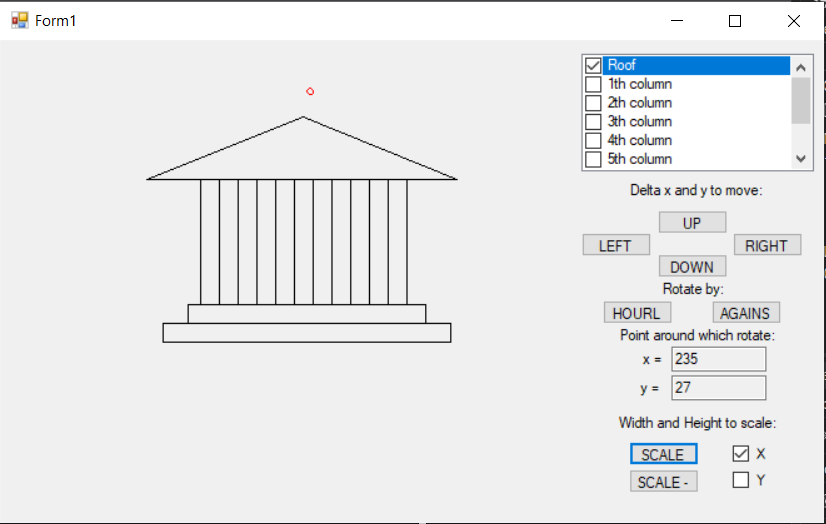 Form1
Roof
1th column
2th column
3th column
4th column
5th column
Delta x and y to move:
UP
LEFT
RIGHT
DOWN
Rotate by:
HOURL
AGAINS
Point around which rotate:
x = 235
y = 27
Width and Height to scale:
SCALE
X
SCALE -
Y